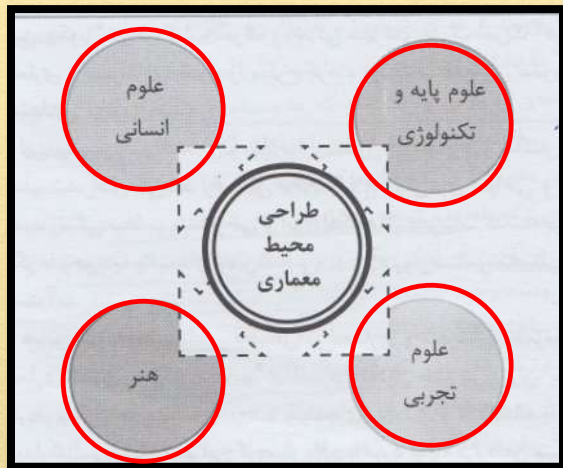 علوم پایه و
تکنولوژی
علوم
انسانی
طراحی
محیط
معماری
علوم
تجربی
هنر